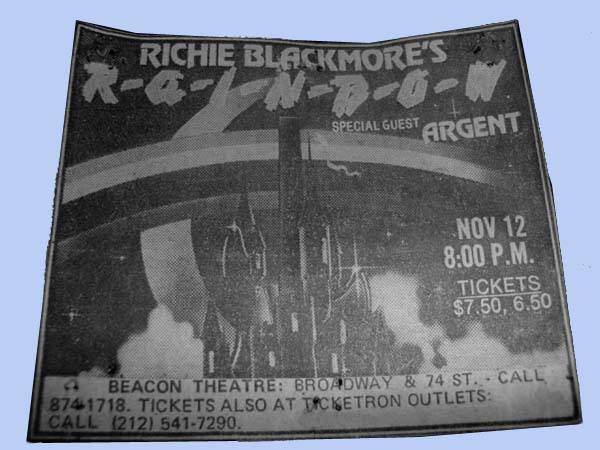 RICHIE BLACKMORE'S
R-A-I-N-B-O-W
SPECIAL GUEST ARGENT
NOV 12
8:00 P.M.
TICKETS
$7.50, 6.50
BEACON THEATRE: BROADWAY & 74 ST. - CALL
874-1718. TICKETS ALSO AT TICKETRON OUTLETS:
CALL (212) 541-7290.